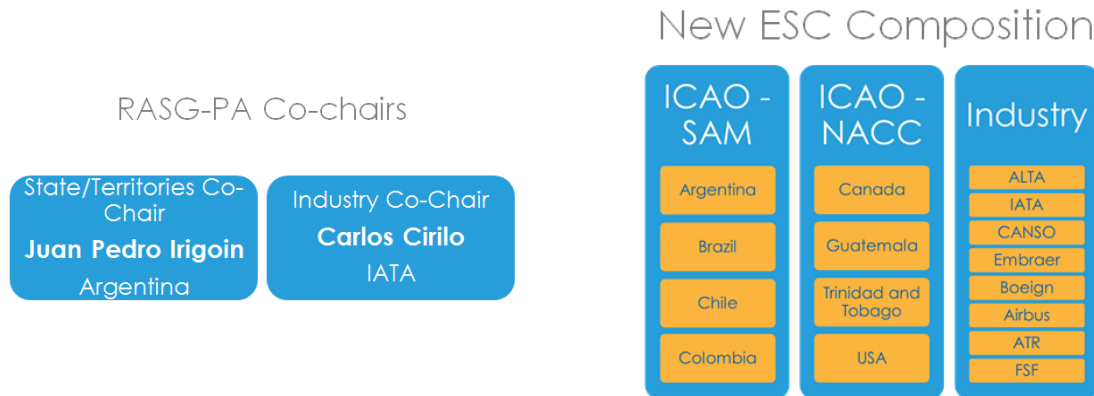 New ESC Composition
RASG-PA Co-chairs
State/Territories Co-
Chair
Juan Pedro Irigoin
Argentina
Industry Co-Chair
Carlos Cirilo
IATA
ICAO -
SAM
Argentina
Brazil
Chile
Colombia
ICAO -
NACC
Canada
Guatemala
Trinidad and
Tobago
USA
Industry
ALTA
IATA
CANSO
Embraer
Boeign
Airbus
ATR
FSF